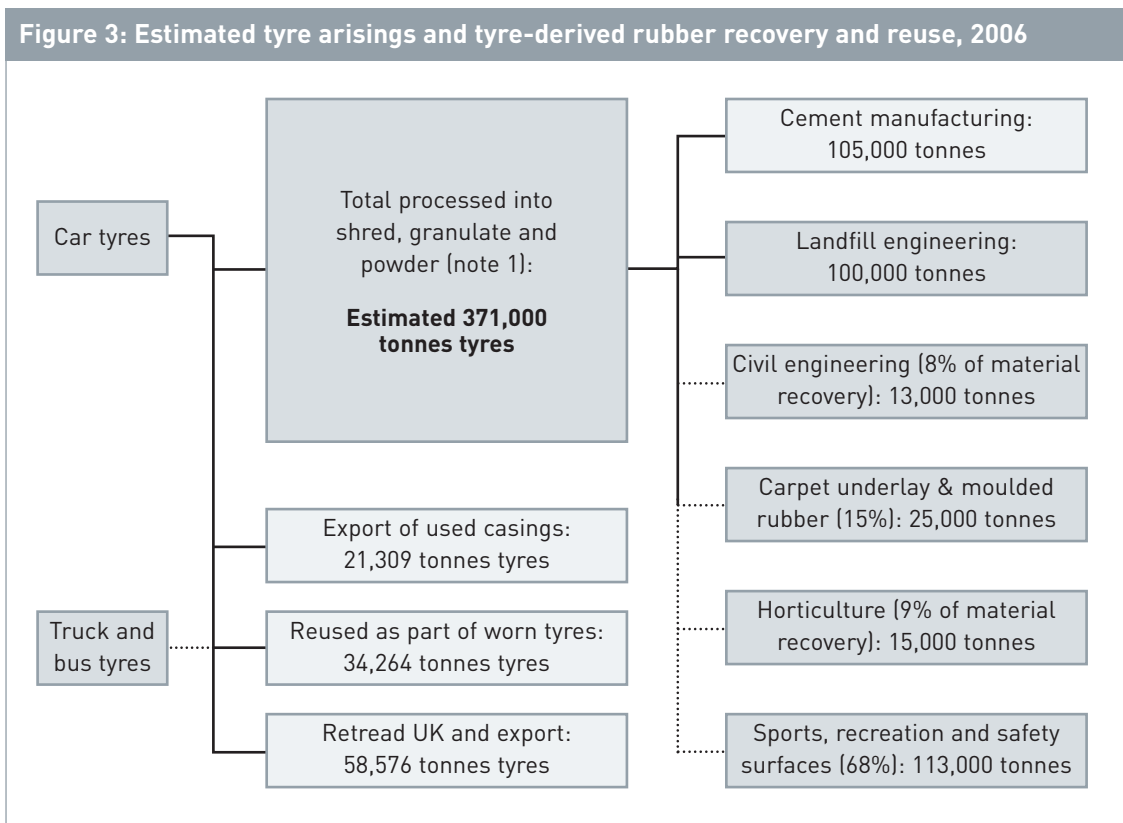 Figure 3: Estimated tyre arisings and tyre-derived rubber recovery and reuse, 2006
Car tyres
Truck and
bus tyres
Total processed into
shred, granulate and
powder (note 1):
Estimated 371,000
tonnes tyres
Export of used casings:
21,309 tonnes tyres
Reused as part of worn tyres:
34,264 tonnes tyres
Retread UK and export:
58,576 tonnes tyres
Cement manufacturing:
105,000 tonnes
Landfill engineering:
100,000 tonnes
Civil engineering (8% of material
recovery): 13,000 tonnes
Carpet underlay & moulded
rubber (15%): 25,000 tonnes
Horticulture (9% of material
recovery): 15,000 tonnes
Sports, recreation and safety
surfaces (68%): 113,000 tonnes